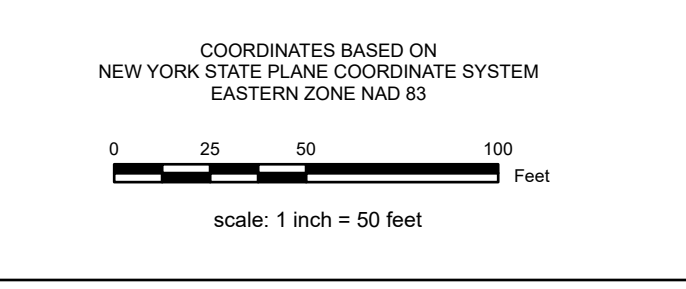 COORDINATES BASED ON
NEW YORK STATE PLANE COORDINATE SYSTEM
EASTERN ZONE NAD 83
0 25 50 100
Feet
scale: 1 inch = 50 feet